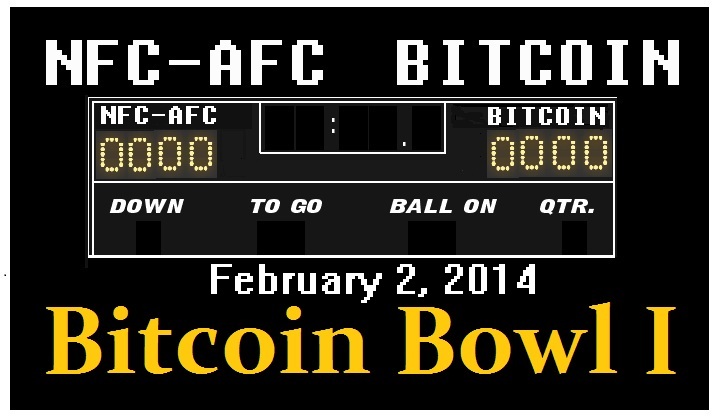 NFC-AFC BITCOIN
NFC-AFC : . BITCOIN
0000 0000
DOWN TO GO BALL ON QTR.
February 2, 2014
Bitcoin Bowl I